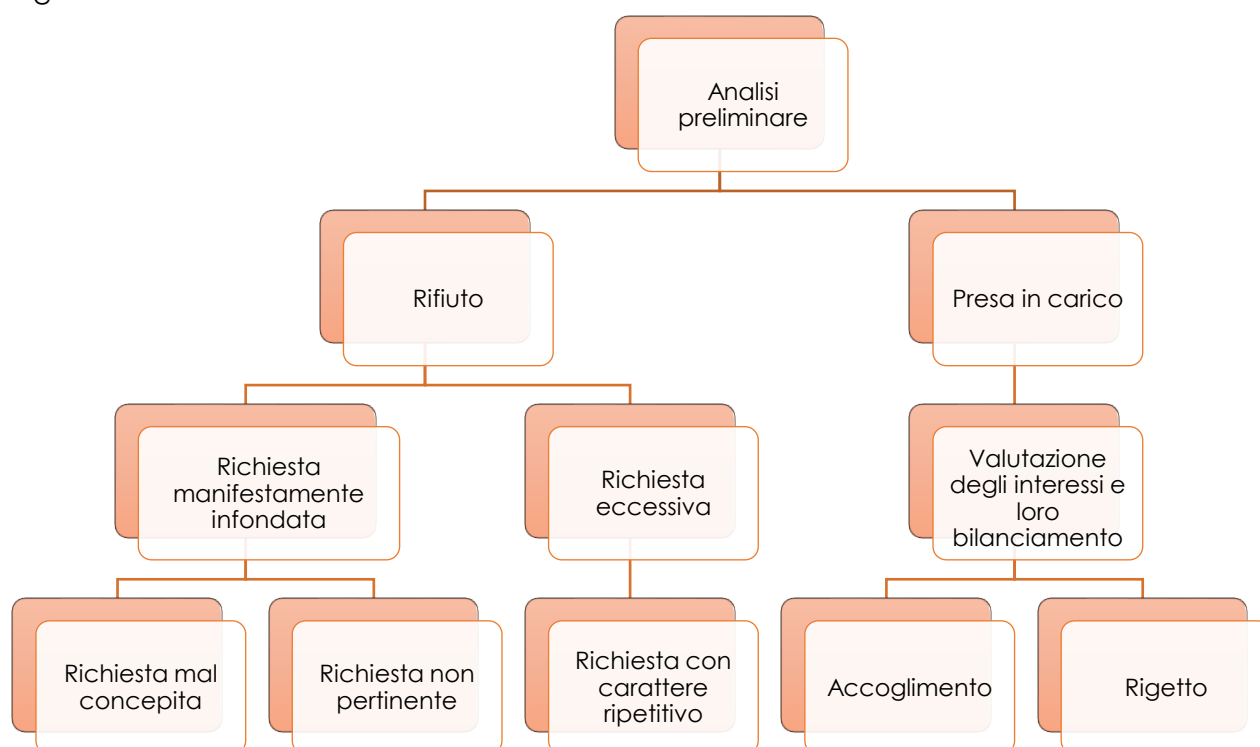 Analisi
preliminare
Rifiuto
Presa in carico
Richiesta
manifestamente
infondata
Richiesta
eccessiva
Valutazione
degli interessi e
loro
bilanciamento
Richiesta mal
concepita
Richiesta non
pertinente
Richiesta con
carattere
ripetitivo
Accoglimento
Rigetto